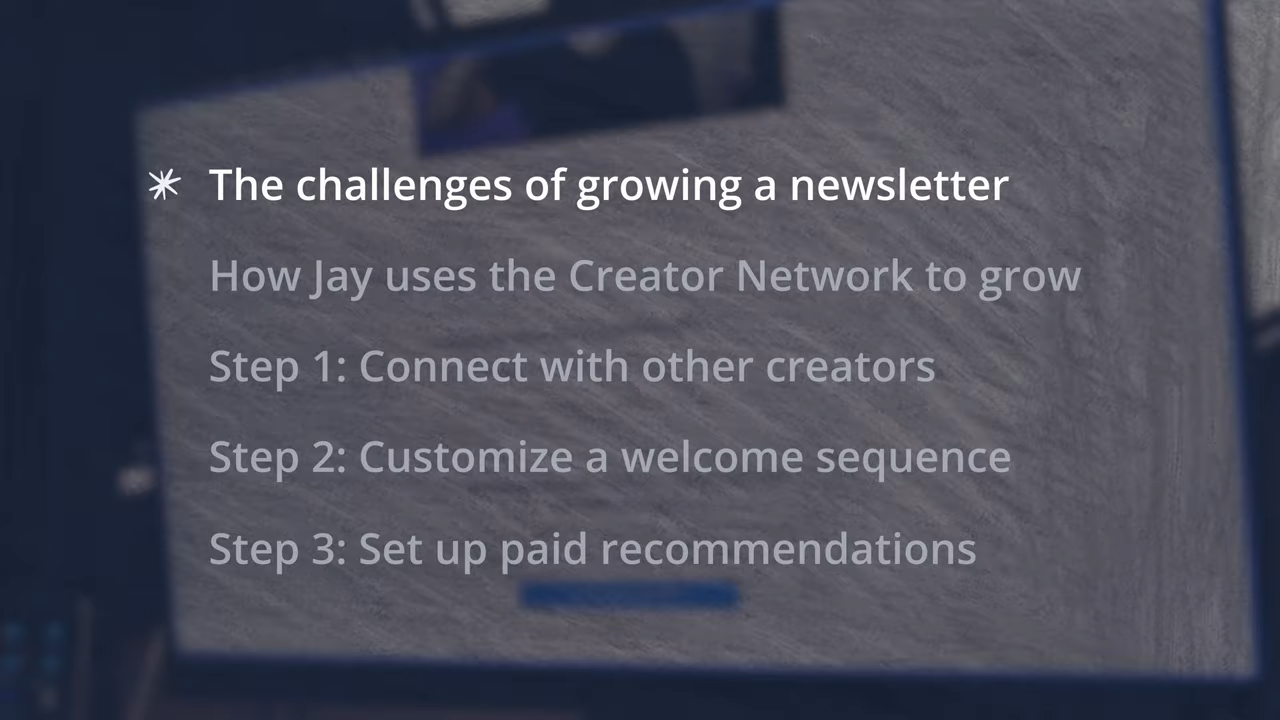 The challenges of growing a newsletter
How Jay uses the Creator Network to grow
Step 1: Connect with other creators
Step 2: Customize a welcome sequence
Step 3: Set up paid recommendations